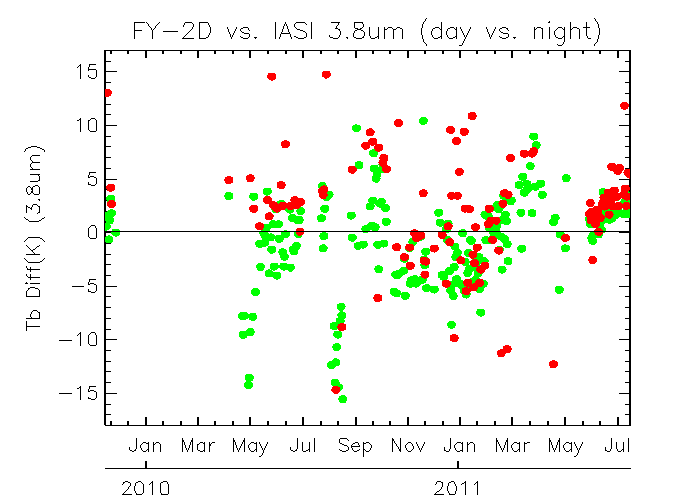 FY-2D vs. IASI 3.8um (day vs. night)
Tb Diff(K) (3.8um)
15
10
5
0
-5
-10
-15
Jan Mar May Jul Sep Nov Jan Mar May Jul
2010 2011